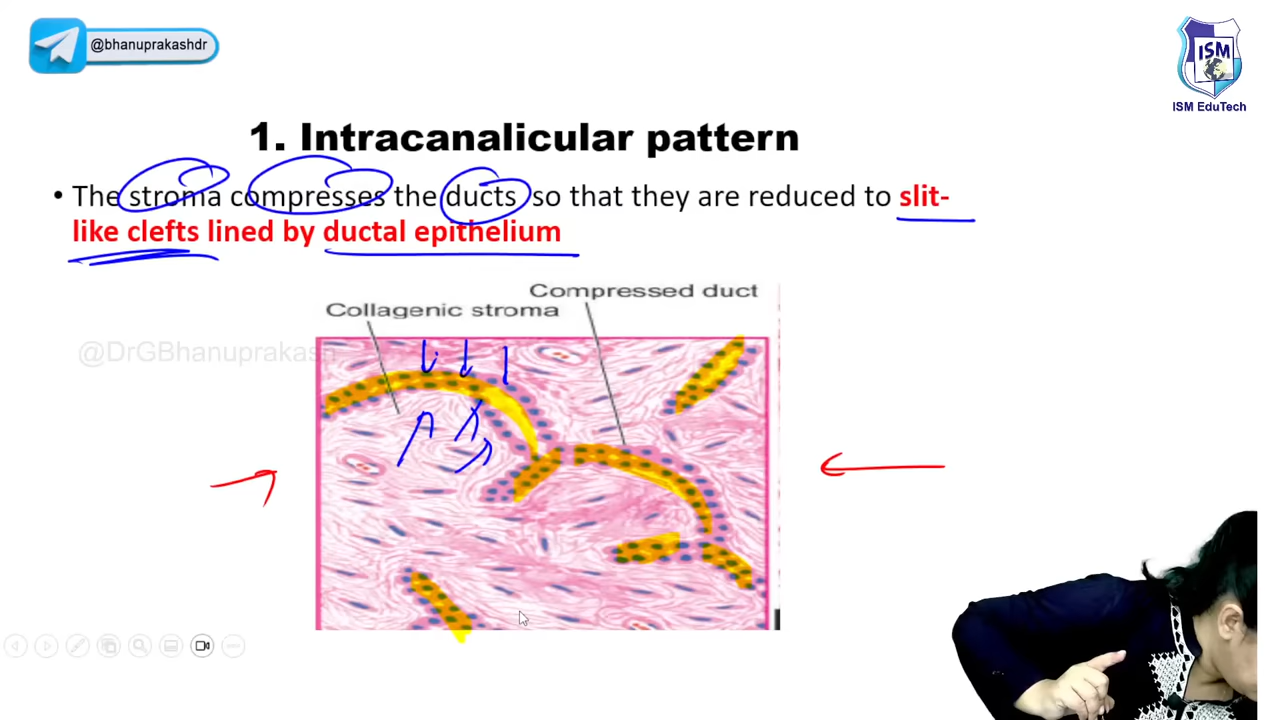 @bhanuprakashdr
ISM
ISM EduTech
1. Intracanalicular pattern
• The stroma compresses the ducts so that they are reduced to slit-
like clefts lined by ductal epithelium
Compressed duct
Collagenic stroma
@DrGBhanuprakash